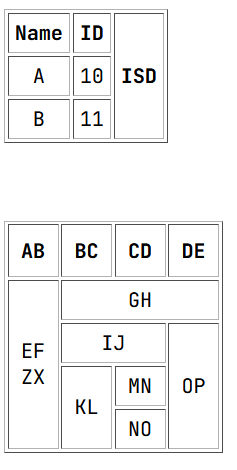 Name ID ISD
A 10
B 11
AB BC CD DE
EF
ZX
GH
IJ
KL
MN
NO
OP